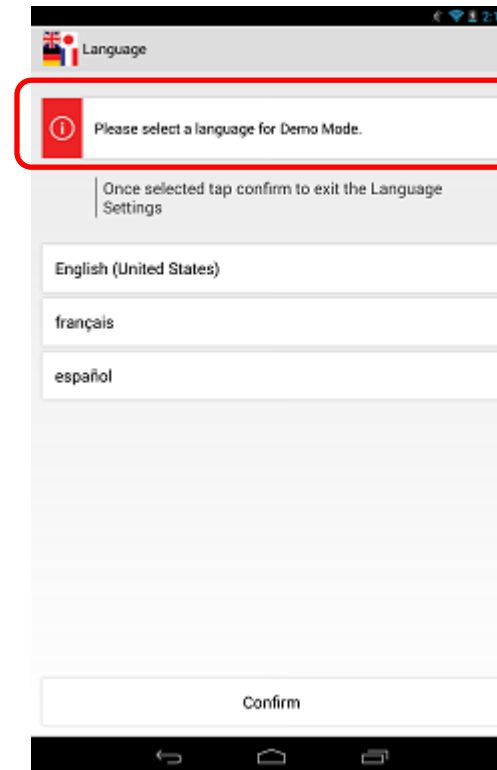 Language
Please select a language for Demo Mode.
Once selected tap confirm to exit the Language
Settings
English (United States)
français
español
Confirm